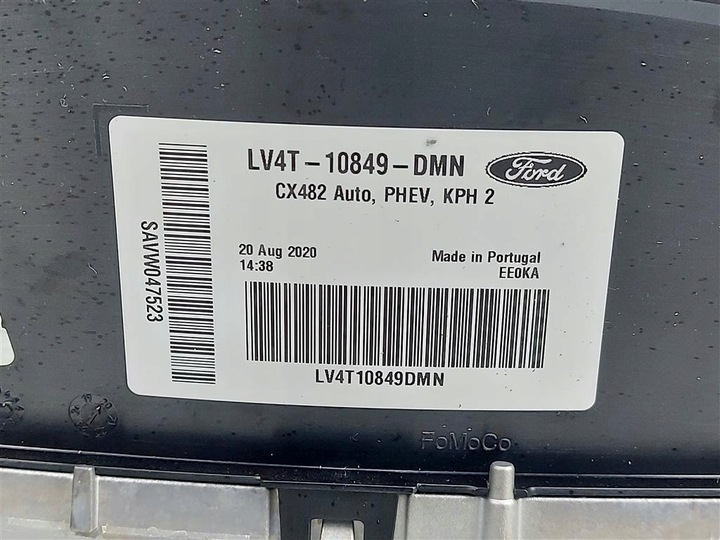 LV4T-10849-DMN
Ford
CX482 Auto, PHEV, KPH 2
20 Aug 2020
14:38
Made in Portugal
EE0KA
SAVW047523
LV4T10849DMN
FoMoCo